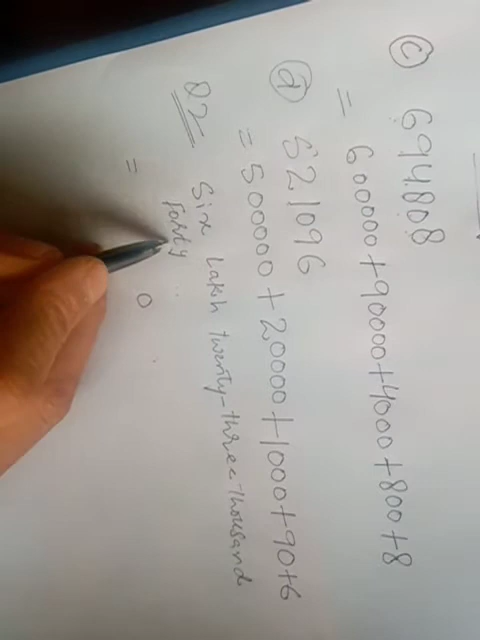 (c) 694808
= 600000 + 90000 + 4000 + 800 + 8
(d) 521096
= 500000 + 20000 + 1000 + 90 + 6
Q2 Six Lakh twenty-three-thousand
Forty
= 0